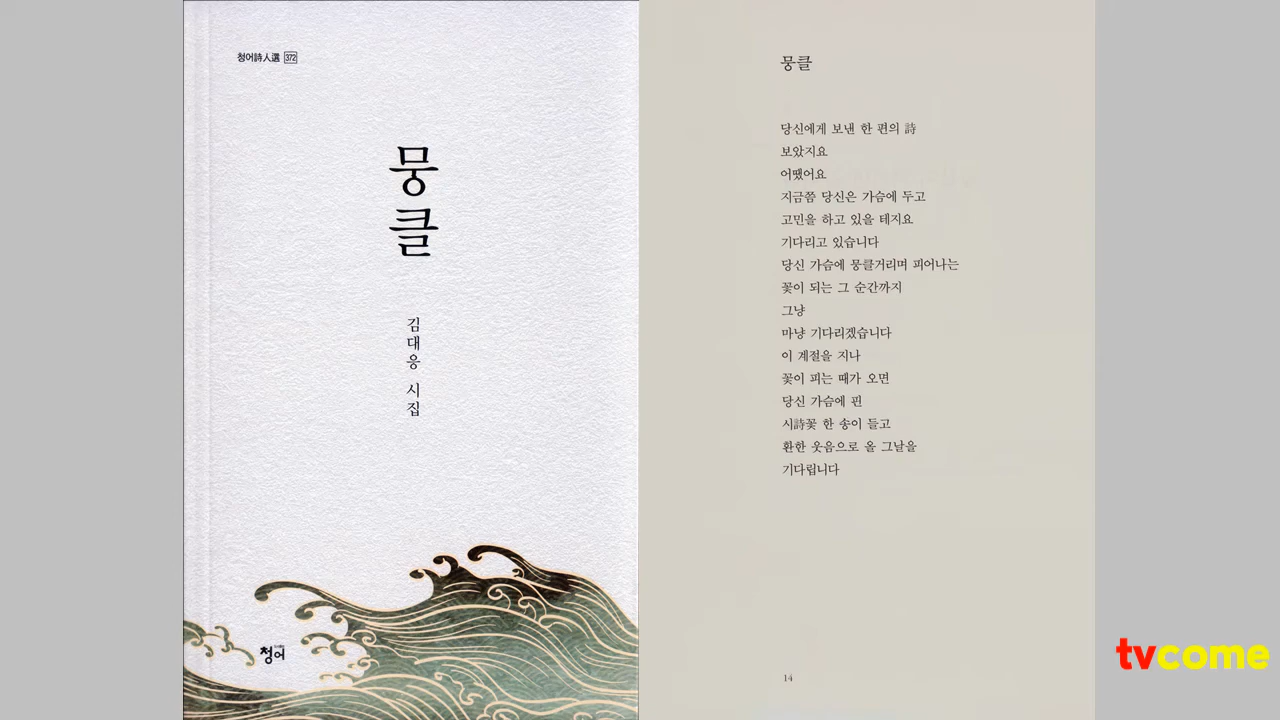 청어詩人選 372
뭉클
김대응 시집
청어
뭉클
당신에게 보낸 한 편의 詩
보았지요
어땠어요
지금쯤 당신은 가슴에 두고
고민을 하고 있을 테지요
기다리고 있습니다
당신 가슴에 뭉클거리며 피어나는
꽃이 되는 그 순간까지
그냥
마냥 기다리겠습니다
이 계절을 지나
꽃이 피는 때가 오면
당신 가슴에 핀
시詩꽃 한 송이 들고
환한 웃음으로 올 그날을
기다립니다
14
tvcome